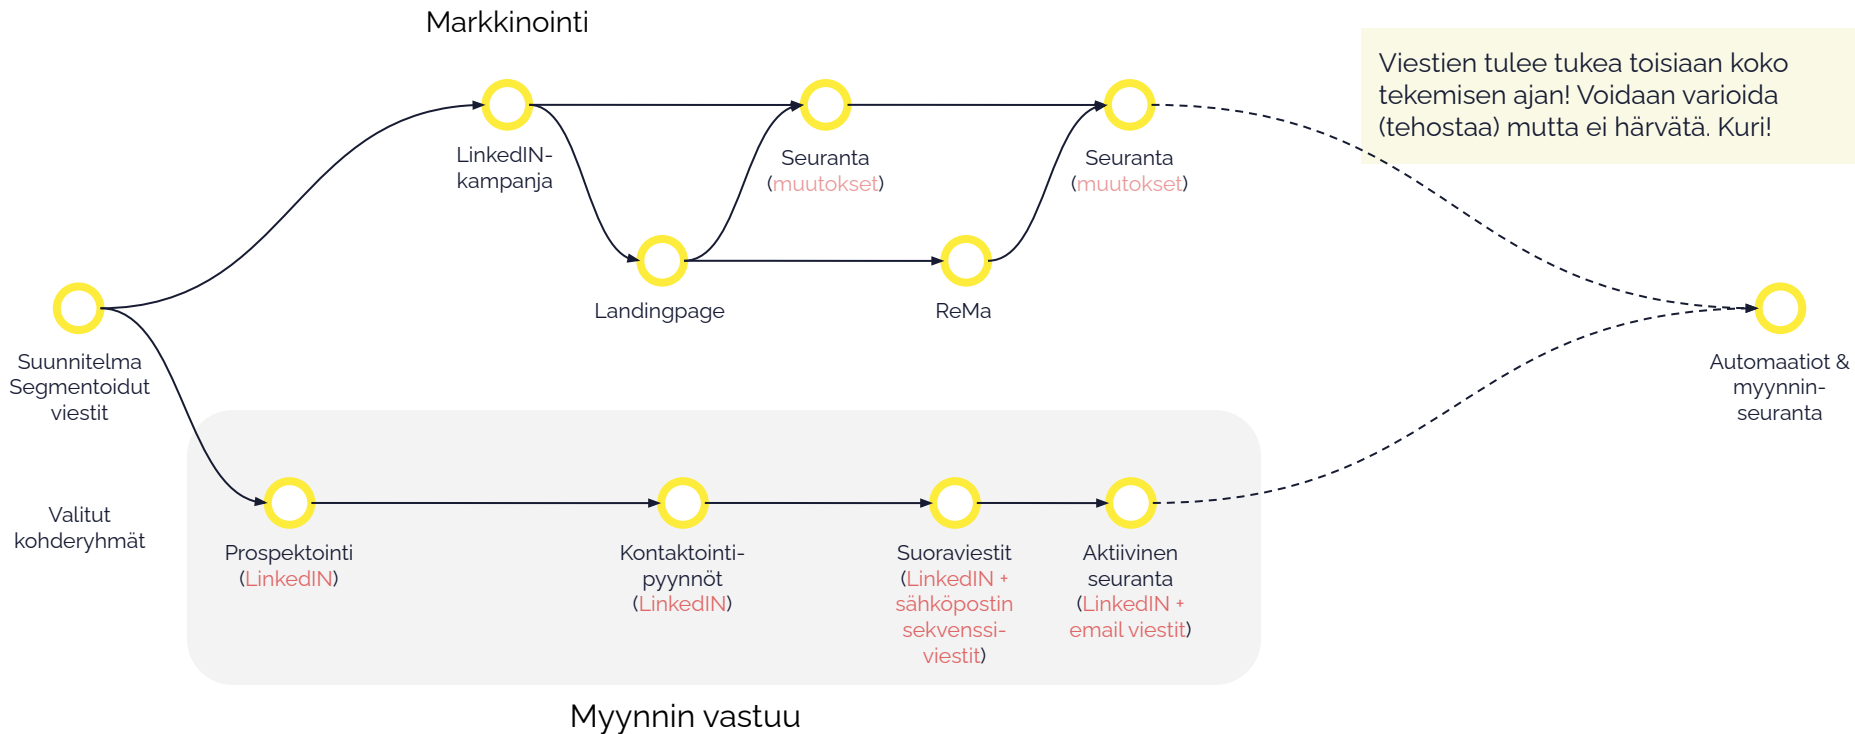 Markkinointi
Viestien tulee tukea toisiaan koko
tekemisen ajan! Voidaan varioida
(tehostaa) mutta ei härvätä. Kuri!
LinkedIN-
kampanja
Seuranta
(muutokset)
Seuranta
(muutokset)
Landingpage
ReMa
Suunnitelma
Segmentoidut
viestit
Automaatiot &
myynnin-
seuranta
Valitut
kohderyhmät
Prospektointi
(LinkedIN)
Kontaktointi-
pyynnöt
(LinkedIN)
Suoraviestit
(LinkedIN +
sähköpostin
sekvenssi-
viestit)
Aktiivinen
seuranta
(LinkedIN +
email viestit)
Myynnin vastuu